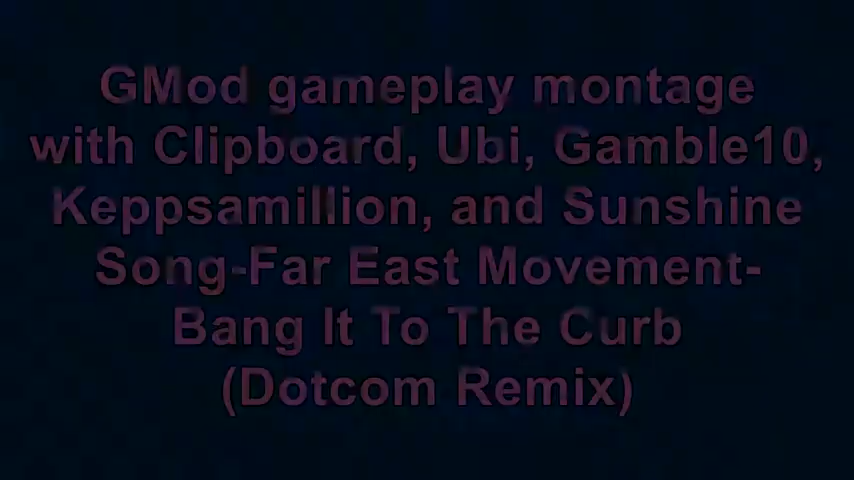 GMod gameplay montage
with Clipboard, Ubi, Gamble10,
Keppsamillion, and Sunshine
Song-Far East Movement-
Bang It To The Curb
(Dotcom Remix)